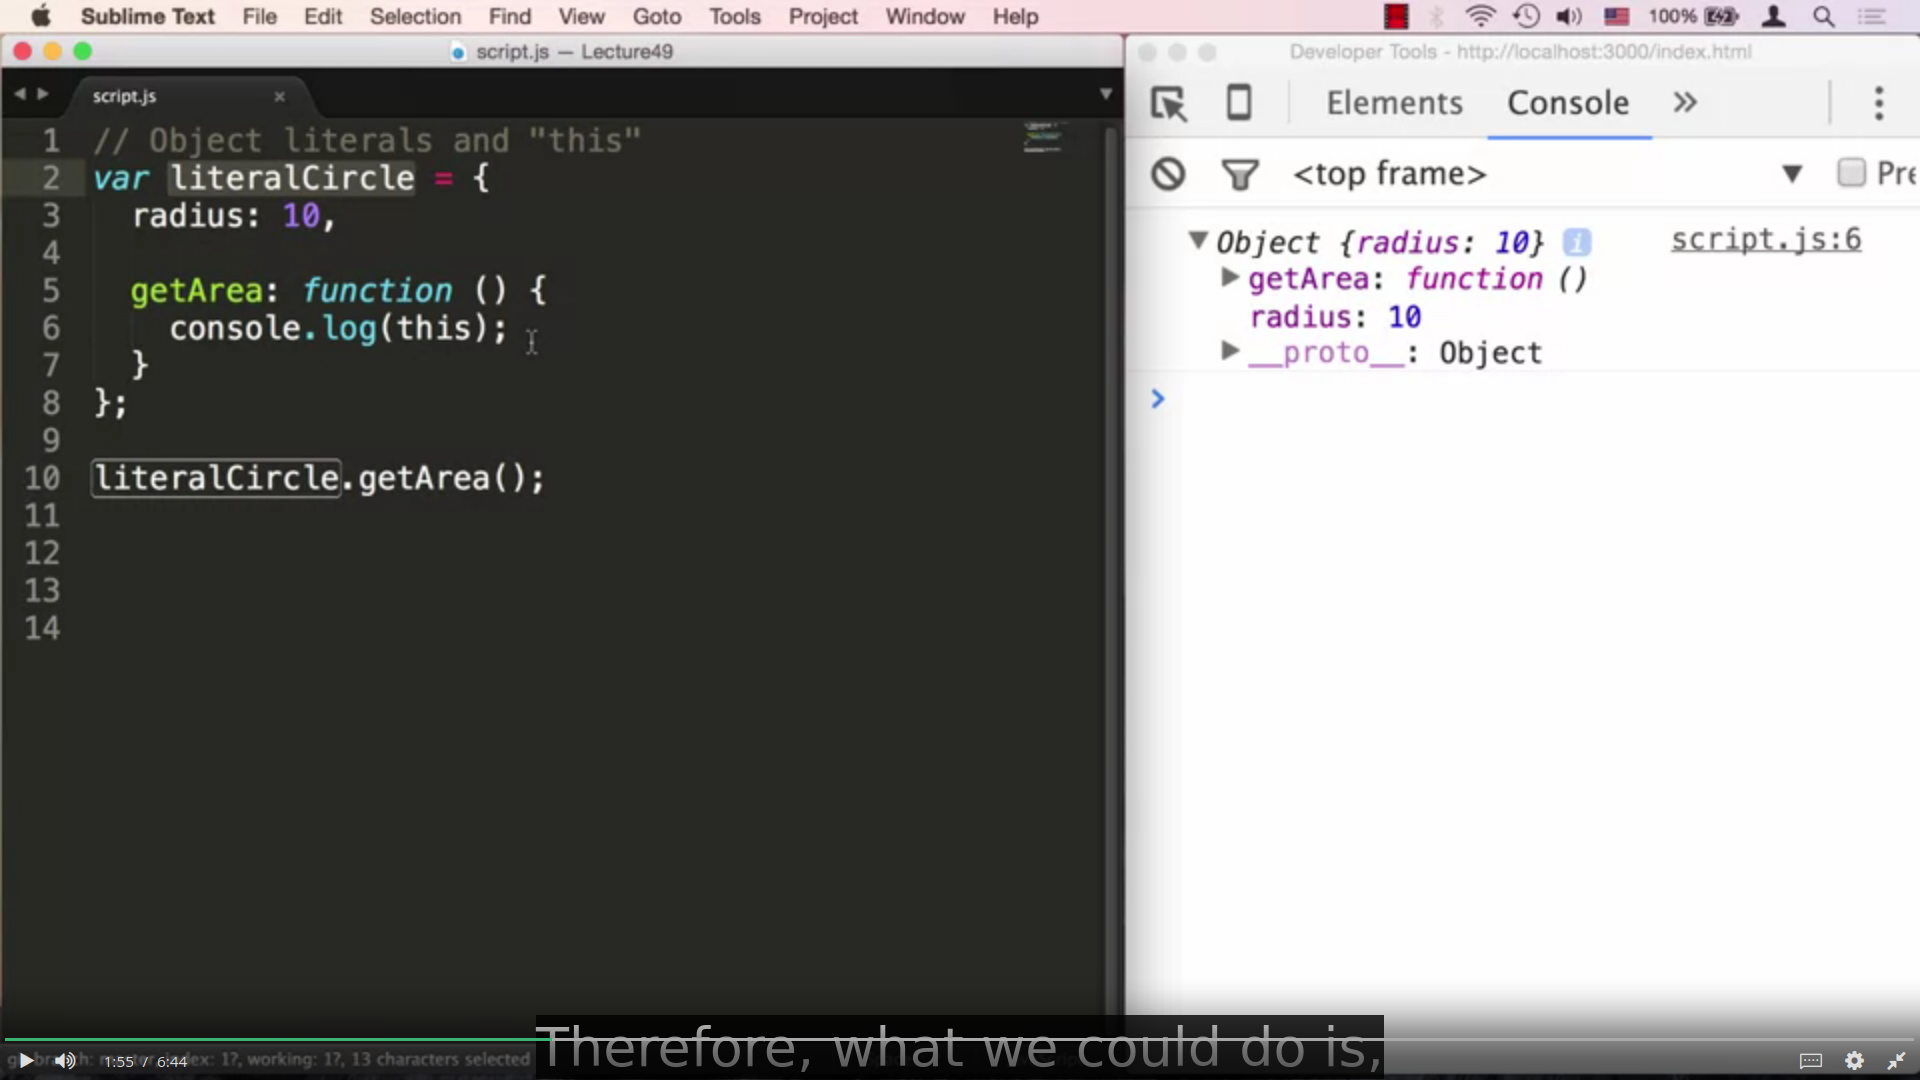 Sublime Text File Edit Selection Find View Goto Tools Project Window Help 100%
script.js — Lecture49
script.js
1 // Object literals and "this"
2 var literalCircle = {
3 radius: 10,
4
5 getArea: function () {
6 console.log(this);
7 }
8 };
9
10 literalCircle.getArea();
11
12
13
14
Developer Tools - http://localhost:3000/index.html
Elements Console
<top frame> Pre
Object {radius: 10} script.js:6
getArea: function ()
radius: 10
__proto__: Object
Therefore, what we could do is,
index: 1?, working: 1?, 13 characters selected
1:55 / 6:44